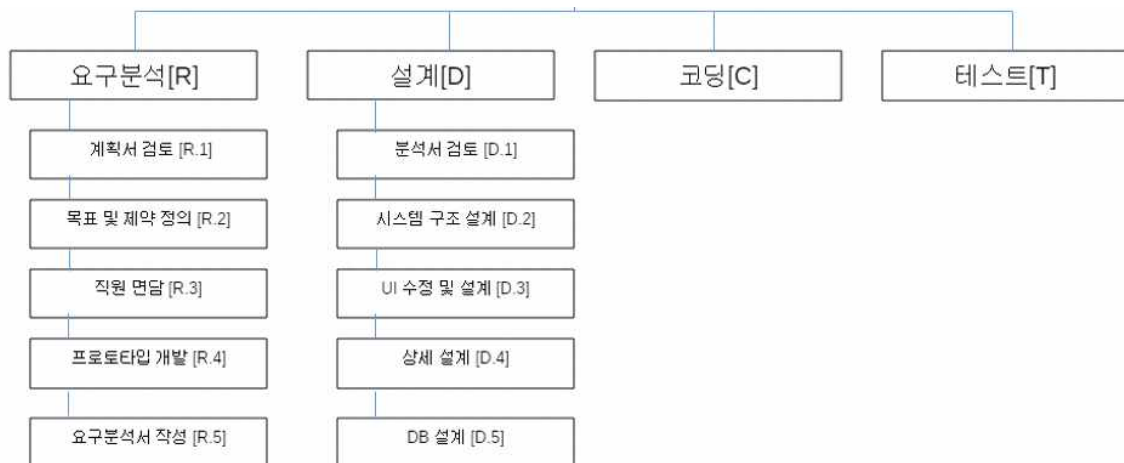 요구분석[R]
설계[D]
코딩[C]
테스트[T]
계획서 검토 [R.1]
목표 및 제약 정의 [R.2]
직원 면담 [R.3]
프로토타입 개발 [R.4]
요구분석서 작성 [R.5]
분석서 검토 [D.1]
시스템 구조 설계 [D.2]
UI 수정 및 설계 [D.3]
상세 설계 [D.4]
DB 설계 [D.5]